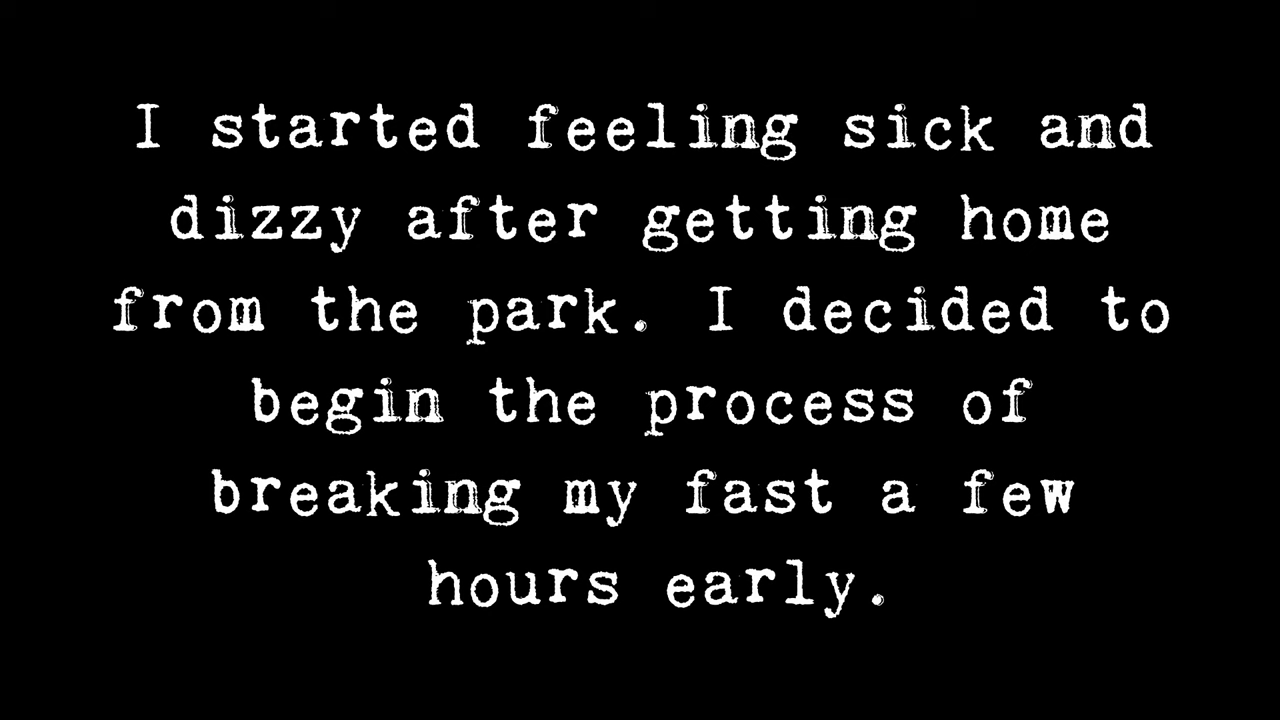 I started feeling sick and
dizzy after getting home
from the park. I decided to
begin the process of
breaking my fast a few
hours early.